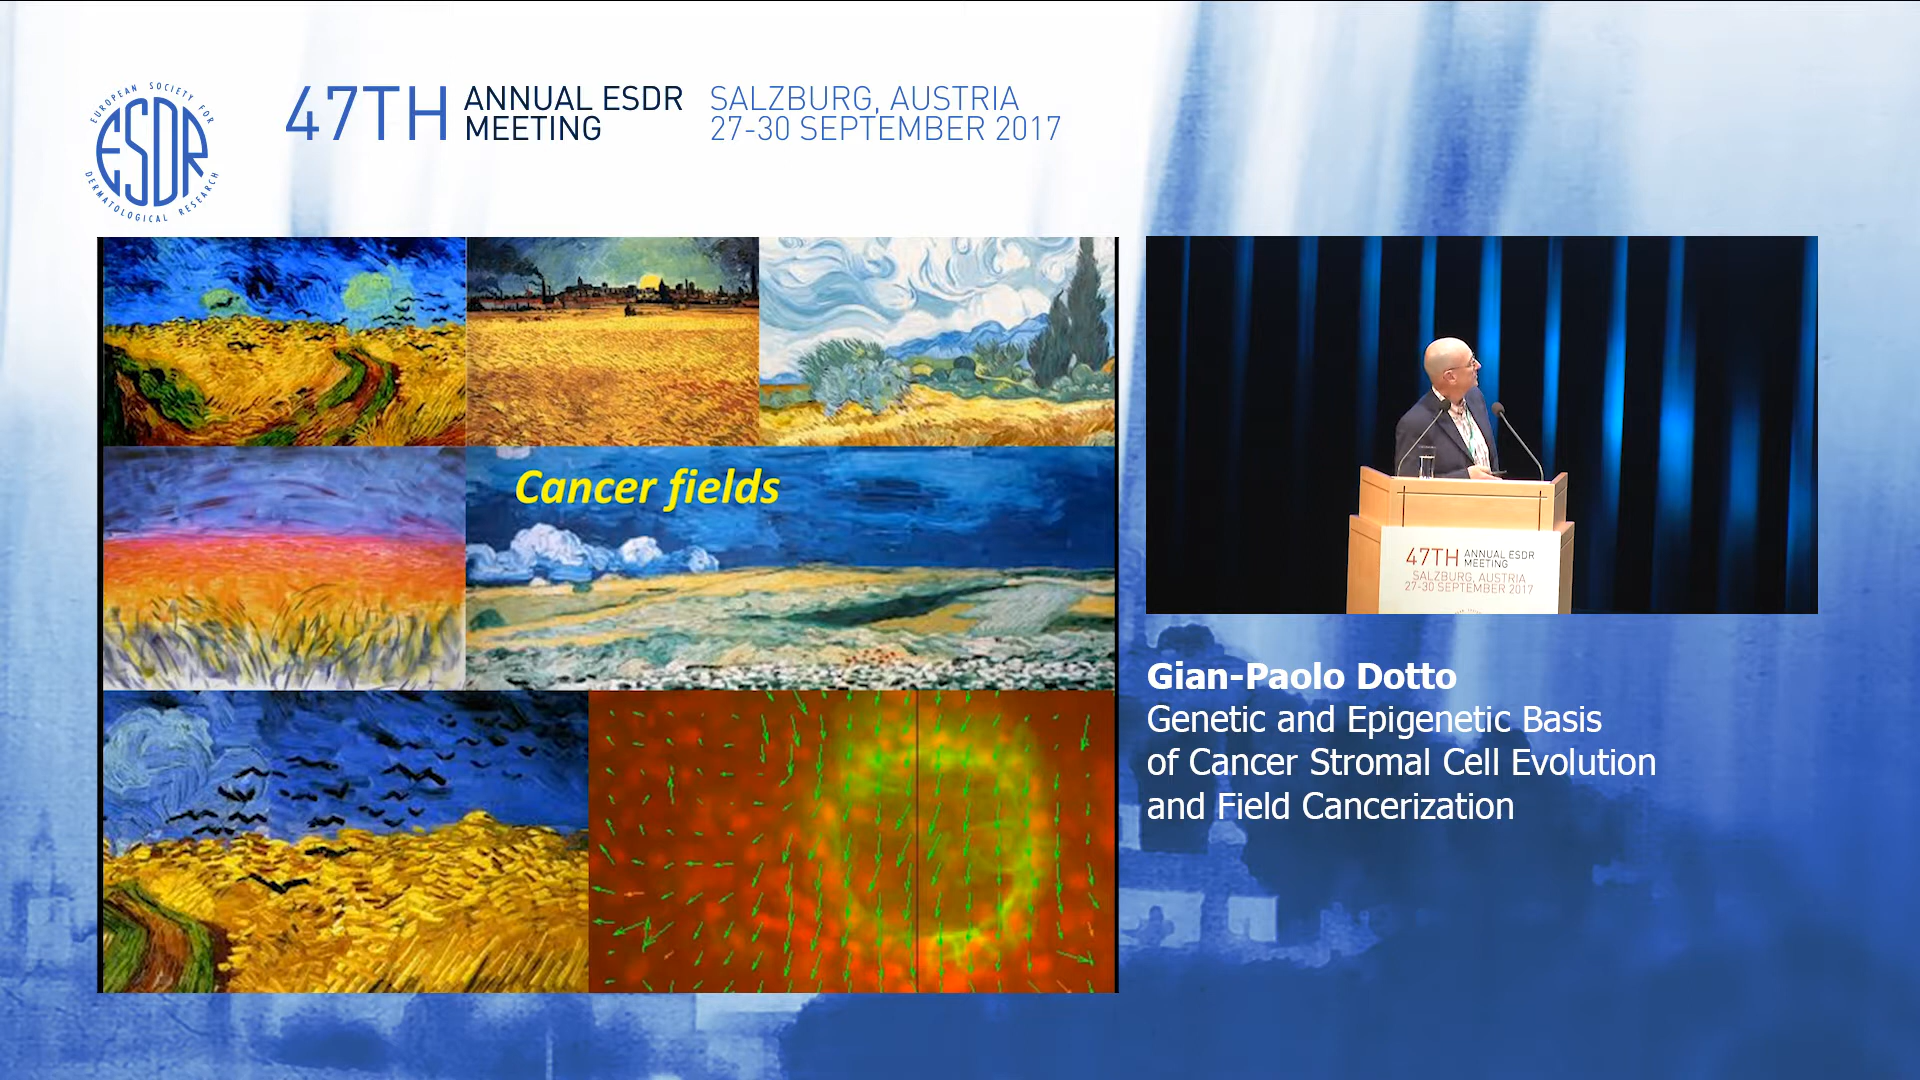 EUROPEAN SOCIETY FOR
ESDR
DERMATOLOGICAL RESEARCH
47TH ANNUAL ESDR MEETING
SALZBURG, AUSTRIA
27-30 SEPTEMBER 2017
Cancer fields
47TH ANNUAL ESDR MEETING
SALZBURG, AUSTRIA
27-30 SEPTEMBER 2017
Gian-Paolo Dotto
Genetic and Epigenetic Basis
of Cancer Stromal Cell Evolution
and Field Cancerization